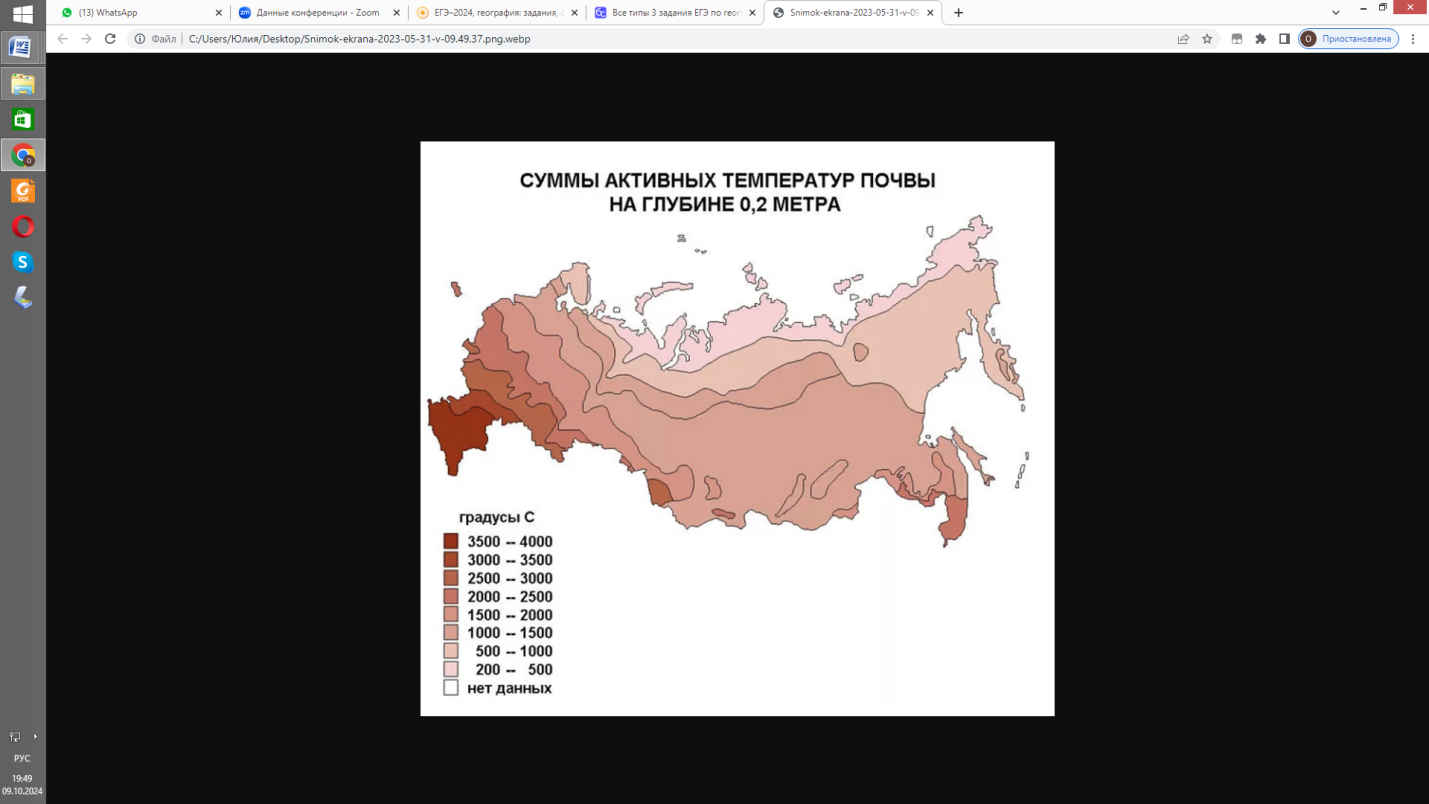 (13) WhatsApp
Данные конференции - Zoom
ЕГЭ–2024, география: задания, о
Все типы 3 задания ЕГЭ по геог
Snimok-ekrana-2023-05-31-v-09.
Файл
C:/Users/Юлия/Desktop/Snimok-ekrana-2023-05-31-v-09.49.37.png.webp
О
Приостановлена
СУММЫ АКТИВНЫХ ТЕМПЕРАТУР ПОЧВЫ
НА ГЛУБИНЕ 0,2 МЕТРА
градусы С
3500 -- 4000
3000 -- 3500
2500 -- 3000
2000 -- 2500
1500 -- 2000
1000 -- 1500
500 -- 1000
200 -- 500
нет данных
РУС
19:49
09.10.2024